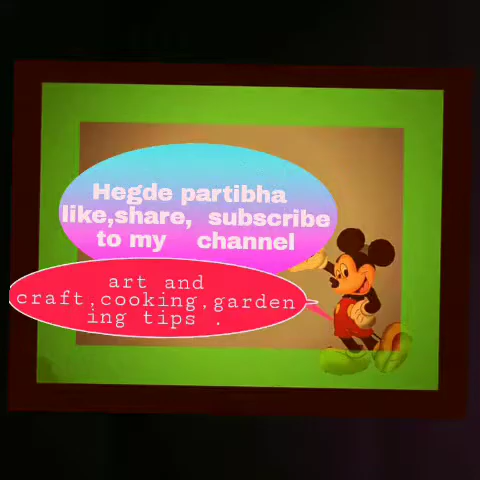 Hegde partibha
like,share, subscribe
to my channel
art and
craft,cooking,garden
ing tips .